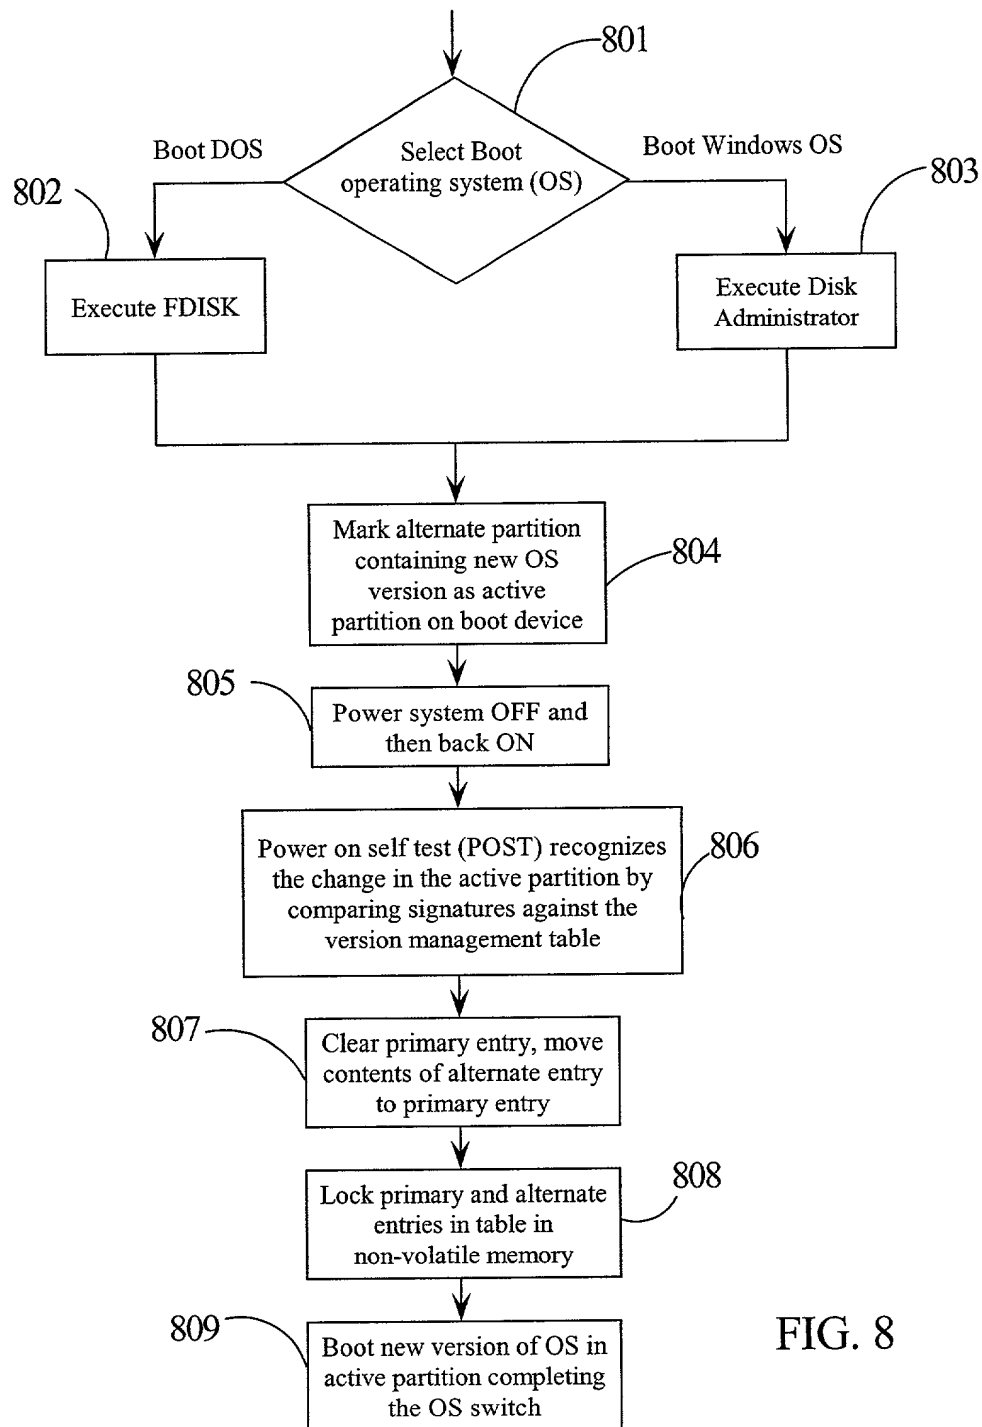 801
Select Boot
operating system (OS)
Boot DOS
Boot Windows OS
802
803
Execute FDISK
Execute Disk
Administrator
Mark alternate partition
containing new OS
version as active
partition on boot device
804
805
Power system OFF and
then back ON
Power on self test (POST) recognizes
the change in the active partition by
comparing signatures against the
version management table
806
807
Clear primary entry, move
contents of alternate entry
to primary entry
Lock primary and alternate
entries in table in
non-volatile memory
808
809
Boot new version of OS in
active partition completing
the OS switch
FIG. 8